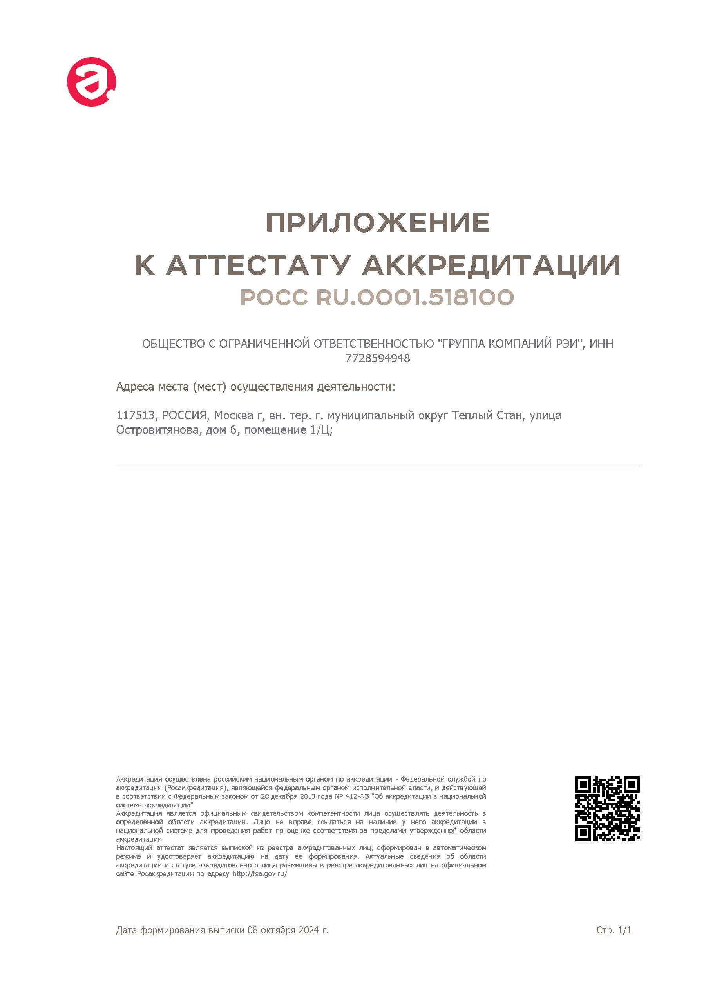 ПРИЛОЖЕНИЕ
К АТТЕСТАТУ АККРЕДИТАЦИИ
РОСС RU.0001.518100
ОБЩЕСТВО С ОГРАНИЧЕННОЙ ОТВЕТСТВЕННОСТЬЮ "ГРУППА КОМПАНИЙ РЭИ", ИНН
7728594948
Адреса места (мест) осуществления деятельности:
117513, РОССИЯ, Москва г, вн. тер. г. муниципальный округ Теплый Стан, улица
Островитянова, дом 6, помещение 1/Ц;
Аккредитация осуществлена российским национальным органом по аккредитации - Федеральной службой по
аккредитации (Росаккредитация), являющейся федеральным органом исполнительной власти, и действующей
в соответствии с Федеральным законом от 28 декабря 2013 года № 412-ФЗ "Об аккредитации в национальной
системе аккредитации"
Аккредитация является официальным свидетельством компетентности лица осуществлять деятельность в
определенной области аккредитации. Лицо не вправе ссылаться на наличие у него аккредитации в
национальной системе для проведения работ по оценке соответствия за пределами утвержденной области
аккредитации
Настоящий аттестат является выпиской из реестра аккредитованных лиц, сформирован в автоматическом
режиме и удостоверяет аккредитацию на дату ее формирования. Актуальные сведения об области
аккредитации и статусе аккредитованного лица размещены в реестре аккредитованных лиц на официальном
сайте Росаккредитации по адресу http://fsa.gov.ru/
Дата формирования выписки 08 октября 2024 г.
Стр. 1/1